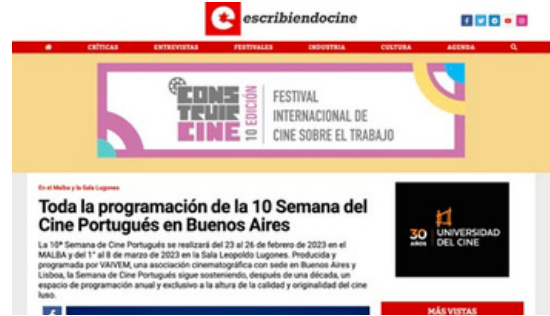 escribiendocine
CRÍTICAS ENTREVISTAS FESTIVALES INDUSTRIA CULTURA AGENDA
CONS
TRUIR
CINE
10 EDICIÓN
FESTIVAL
INTERNACIONAL DE
CINE SOBRE EL TRABAJO
En el Malba y la Sala Lugones
Toda la programación de la 10 Semana del
Cine Portugués en Buenos Aires
La 10ª Semana de Cine Portugués se realizará del 23 al 26 de febrero de 2023 en el
MALBA y del 1° al 8 de marzo de 2023 en la Sala Leopoldo Lugones. Producida y
programada por VAIVEM, una asociación cinematográfica con sede en Buenos Aires y
Lisboa, la Semana de Cine Portugués sigue sosteniendo, después de una década, un
espacio de programación anual y exclusivo a la altura de la calidad y originalidad del cine
luso.
30 AÑOS
UNIVERSIDAD
DEL CINE
MÁS VISTAS